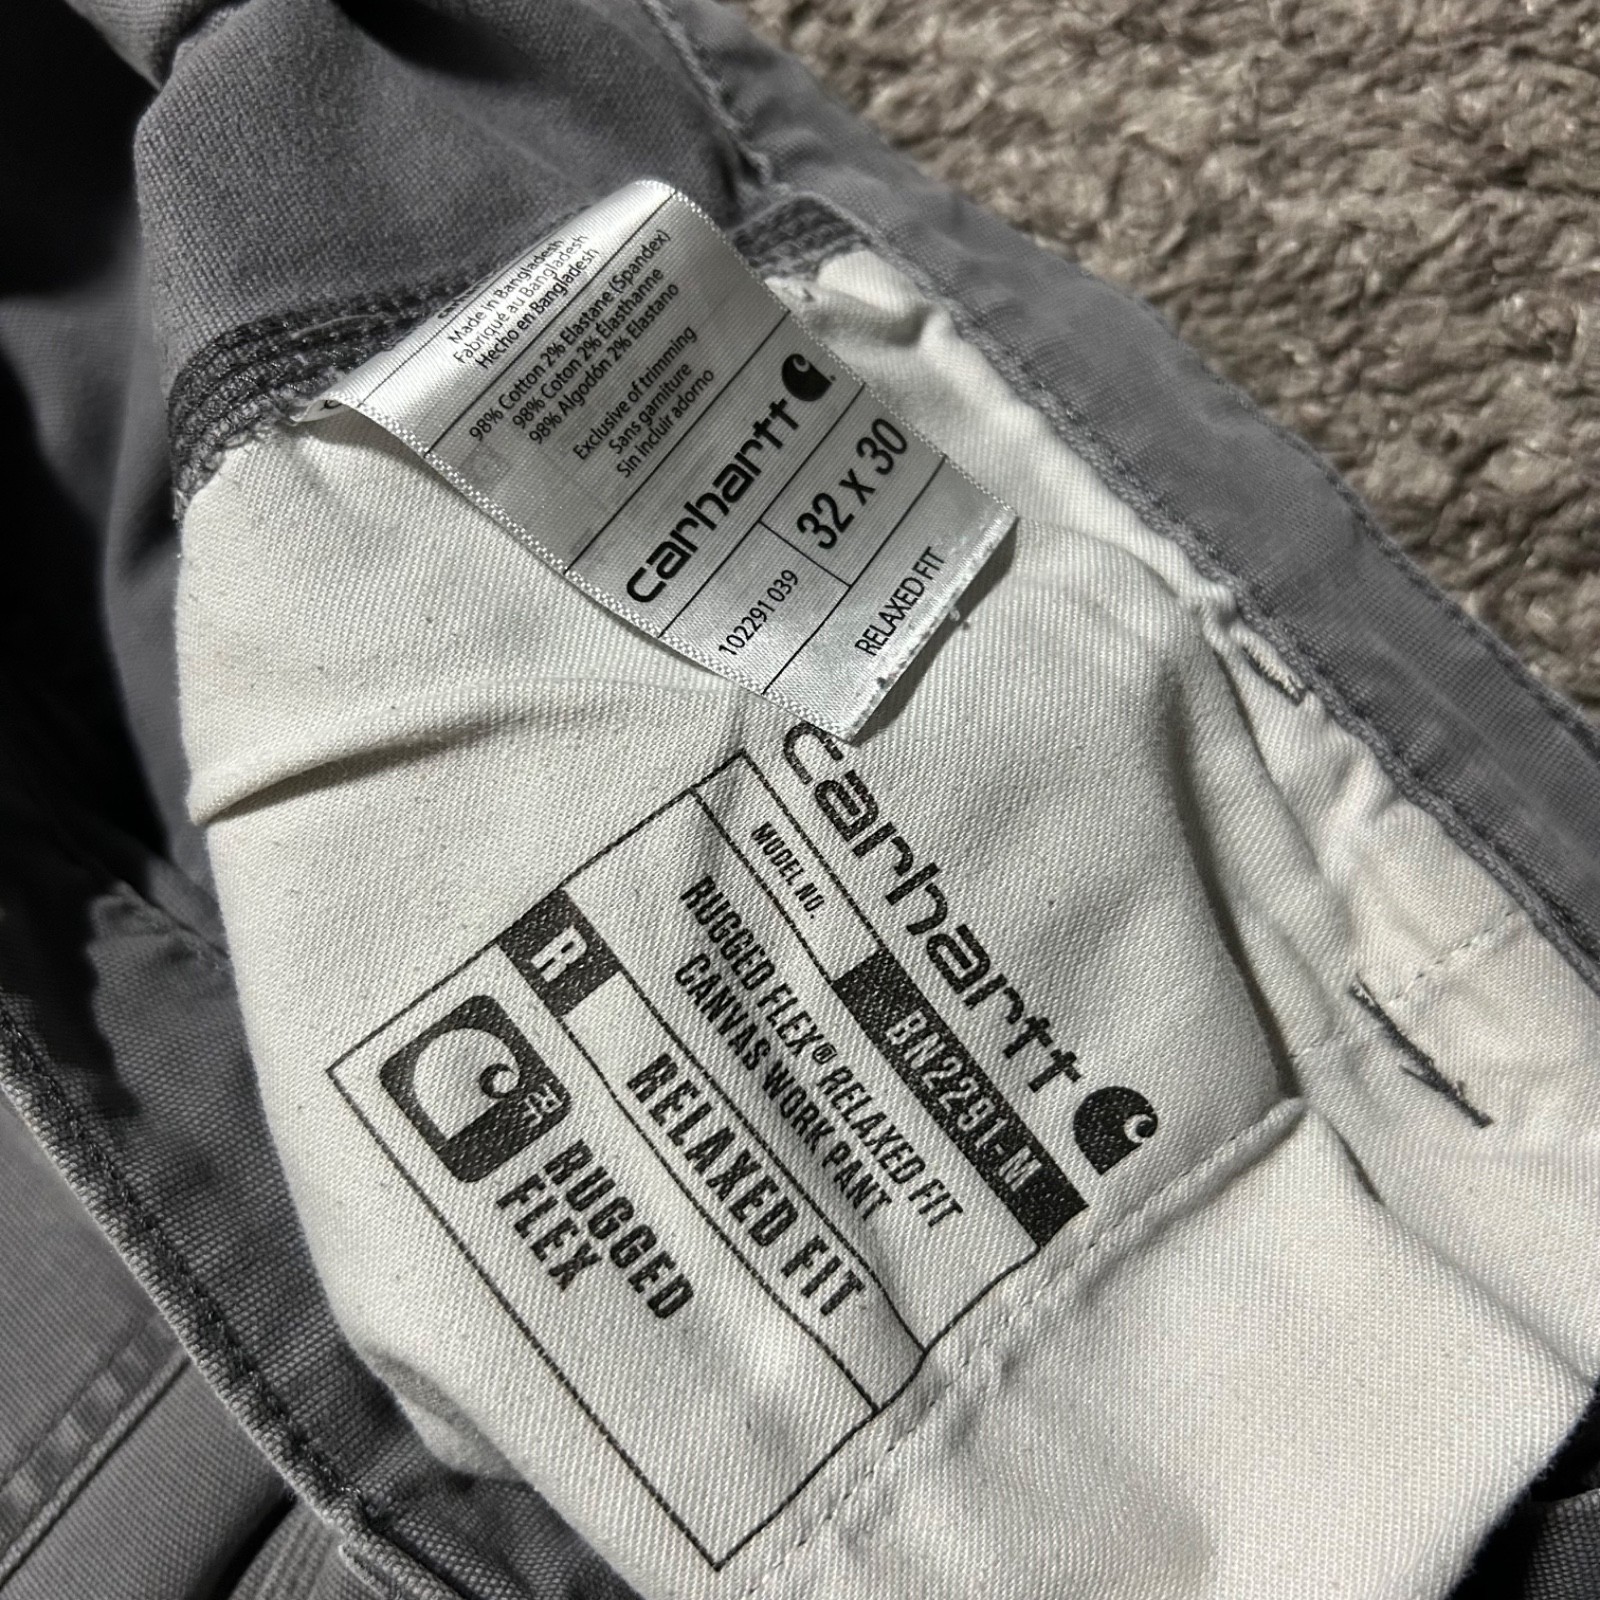 Made in Bangladesh
Fabriqué au Bangladesh
Hecho en Bangladesh
98% Cotton 2% Elastane (Spandex)
98% Coton 2% Élasthanne
98% Algodón 2% Elastano
Exclusive of trimming
Sans garniture
Sin incluir adorno
carhartt
102291 039
32 x 30
RELAXED FIT
carhartt
MODEL NO.
BN2291-M
RUGGED FLEX® RELAXED FIT
CANVAS WORK PANT
R
RELAXED FIT
RF
RUGGED
FLEX